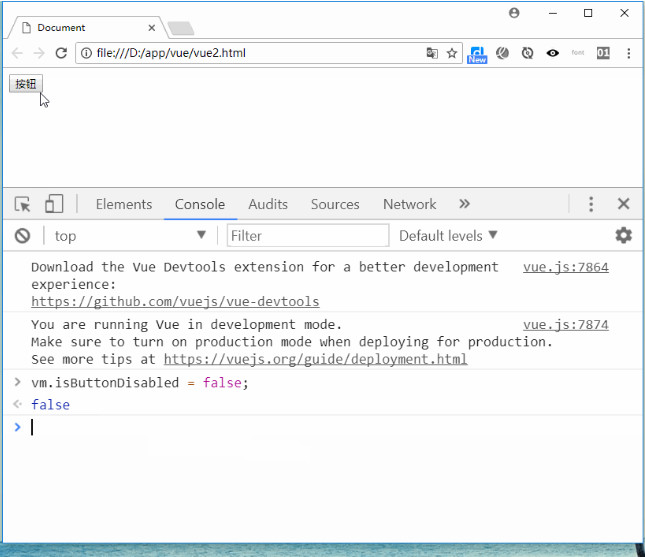 Document
file:///D:/app/vue/vue2.html
New
font
01
按钮
Elements Console Audits Sources Network
top Filter Default levels
Download the Vue Devtools extension for a better development vue.js:7864
experience:
https://github.com/vuejs/vue-devtools
You are running Vue in development mode. vue.js:7874
Make sure to turn on production mode when deploying for production.
See more tips at https://vuejs.org/guide/deployment.html
vm.isButtonDisabled = false;
false